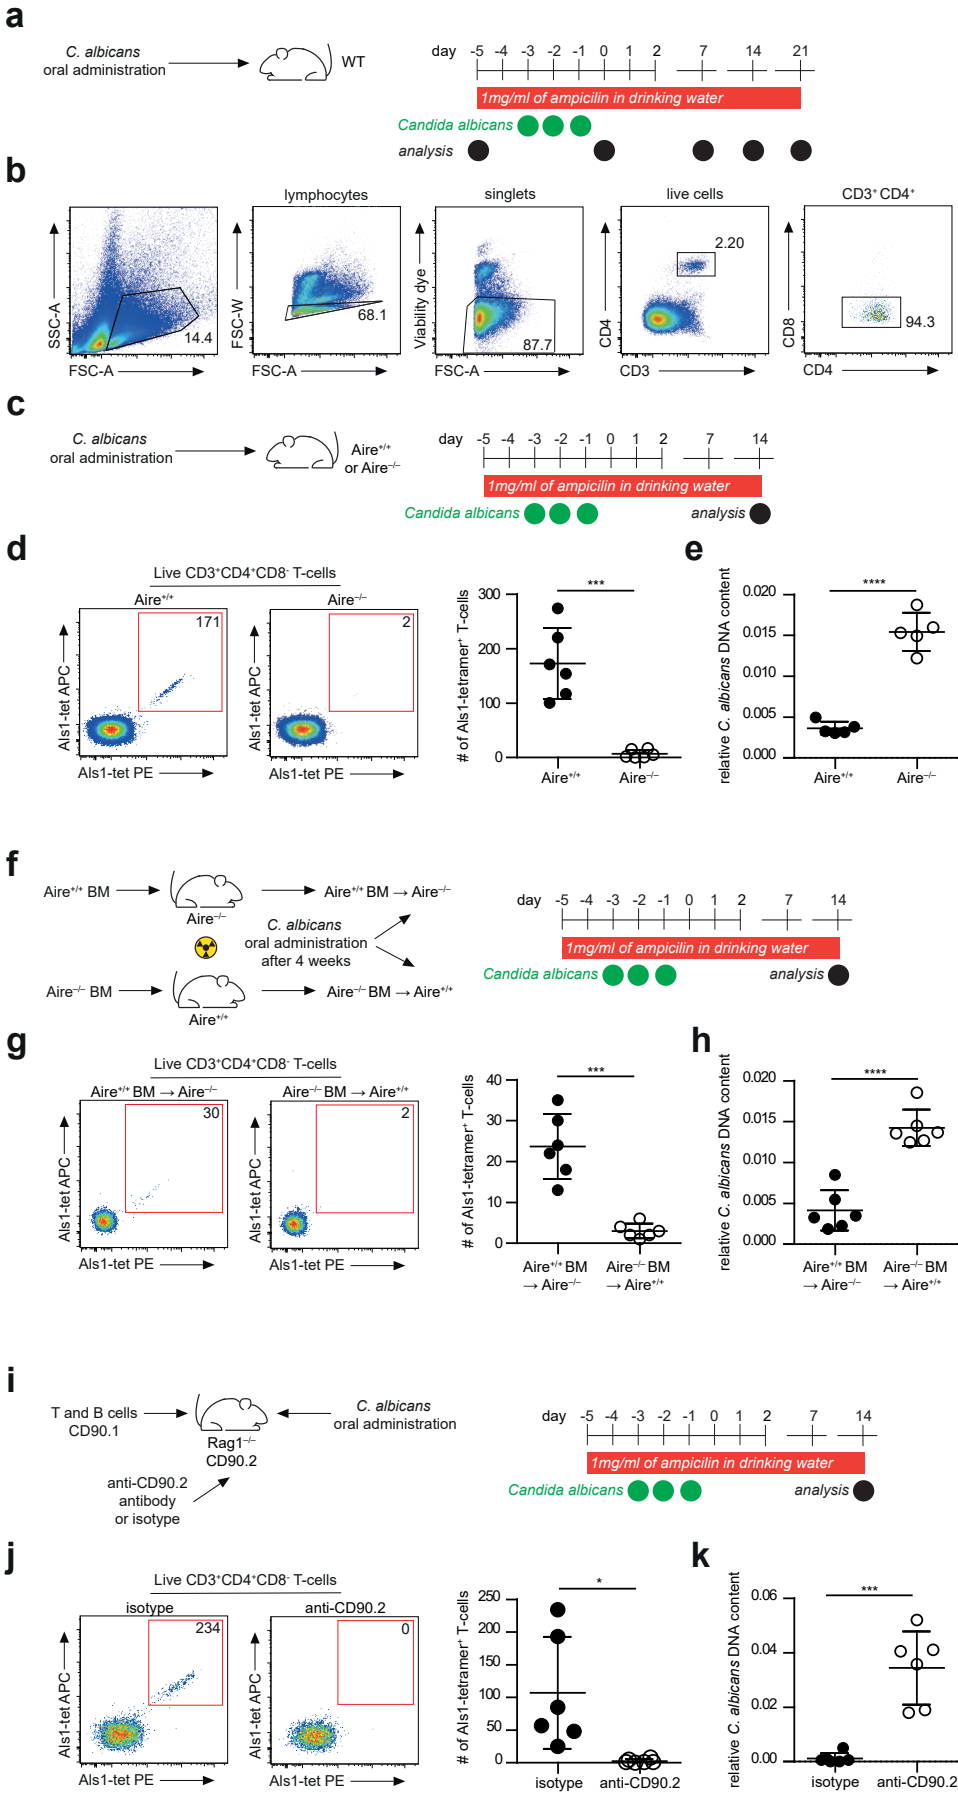 a
C. albicans
oral administration
WT
day -5 -4 -3 -2 -1 0 1 2 7 14 21
1mg/ml of ampicilin in drinking water
Candida albicans
analysis
b
lymphocytes singlets live cells CD3⁺ CD4⁺
SSC-A 14.4 FSC-A
FSC-W 68.1 FSC-A
Viability dye 87.7 FSC-A
CD4 2.20 CD3
CD8 94.3 CD4
c
C. albicans
oral administration
Aire⁺/⁺
or Aire⁻/⁻
day -5 -4 -3 -2 -1 0 1 2 7 14
1mg/ml of ampicilin in drinking water
Candida albicans analysis
d
Live CD3⁺CD4⁺CD8⁻ T-cells
Aire⁺/⁺ Aire⁻/⁻
171 2
Als1-tet APC Als1-tet APC
Als1-tet PE Als1-tet PE
# of Als1-tetramer⁺ T-cells
***
300
200
100
0
Aire⁺/⁺ Aire⁻/⁻
e
relative C. albicans DNA content
****
0.020
0.015
0.010
0.005
0.000
Aire⁺/⁺ Aire⁻/⁻
f
Aire⁺/⁺ BM Aire⁻/⁻ Aire⁺/⁺ BM → Aire⁻/⁻
C. albicans
oral administration
after 4 weeks
Aire⁻/⁻ BM Aire⁺/⁺ Aire⁻/⁻ BM → Aire⁺/⁺
day -5 -4 -3 -2 -1 0 1 2 7 14
1mg/ml of ampicilin in drinking water
Candida albicans analysis
g
Live CD3⁺CD4⁺CD8⁻ T-cells
Aire⁺/⁺ BM → Aire⁻/⁻ Aire⁻/⁻ BM → Aire⁺/⁺
30 2
Als1-tet APC Als1-tet APC
Als1-tet PE Als1-tet PE
# of Als1-tetramer⁺ T-cells
***
40
30
20
10
0
Aire⁺/⁺ BM Aire⁻/⁻ BM
→ Aire⁻/⁻ → Aire⁺/⁺
h
relative C. albicans DNA content
****
0.020
0.015
0.010
0.005
0.000
Aire⁺/⁺ BM Aire⁻/⁻ BM
→ Aire⁻/⁻ → Aire⁺/⁺
i
T and B cells
CD90.1
Rag1⁻/⁻
CD90.2
C. albicans
oral administration
anti-CD90.2
antibody
or isotype
day -5 -4 -3 -2 -1 0 1 2 7 14
1mg/ml of ampicilin in drinking water
Candida albicans analysis
j
Live CD3⁺CD4⁺CD8⁻ T-cells
isotype anti-CD90.2
234 0
Als1-tet APC Als1-tet APC
Als1-tet PE Als1-tet PE
# of Als1-tetramer⁺ T-cells
*
250
200
150
100
50
0
isotype anti-CD90.2
k
relative C. albicans DNA content
***
0.06
0.04
0.02
0.00
isotype anti-CD90.2